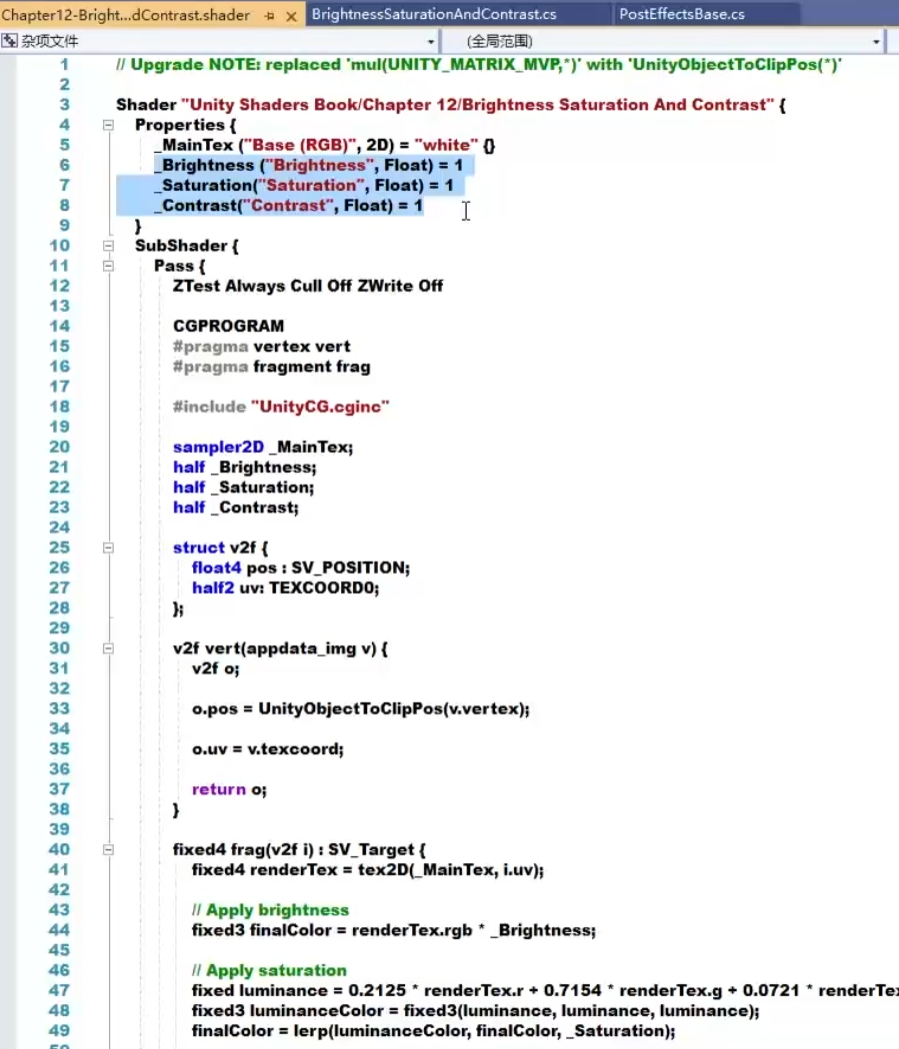 Chapter12-Bright...dContrast.shader BrightnessSaturationAndContrast.cs PostEffectsBase.cs
杂项文件 (全局范围)
1 // Upgrade NOTE: replaced 'mul(UNITY_MATRIX_MVP,*)' with 'UnityObjectToClipPos(*)'
2
3 Shader "Unity Shaders Book/Chapter 12/Brightness Saturation And Contrast" {
4 Properties {
5 _MainTex ("Base (RGB)", 2D) = "white" {}
6 _Brightness ("Brightness", Float) = 1
7 _Saturation("Saturation", Float) = 1
8 _Contrast("Contrast", Float) = 1
9 }
10 SubShader {
11 Pass {
12 ZTest Always Cull Off ZWrite Off
13
14 CGPROGRAM
15 #pragma vertex vert
16 #pragma fragment frag
17
18 #include "UnityCG.cginc"
19
20 sampler2D _MainTex;
21 half _Brightness;
22 half _Saturation;
23 half _Contrast;
24
25 struct v2f {
26 float4 pos : SV_POSITION;
27 half2 uv: TEXCOORD0;
28 };
29
30 v2f vert(appdata_img v) {
31 v2f o;
32
33 o.pos = UnityObjectToClipPos(v.vertex);
34
35 o.uv = v.texcoord;
36
37 return o;
38 }
39
40 fixed4 frag(v2f i) : SV_Target {
41 fixed4 renderTex = tex2D(_MainTex, i.uv);
42
43 // Apply brightness
44 fixed3 finalColor = renderTex.rgb * _Brightness;
45
46 // Apply saturation
47 fixed luminance = 0.2125 * renderTex.r + 0.7154 * renderTex.g + 0.0721 * renderTex
48 fixed3 luminanceColor = fixed3(luminance, luminance, luminance);
49 finalColor = lerp(luminanceColor, finalColor, _Saturation);